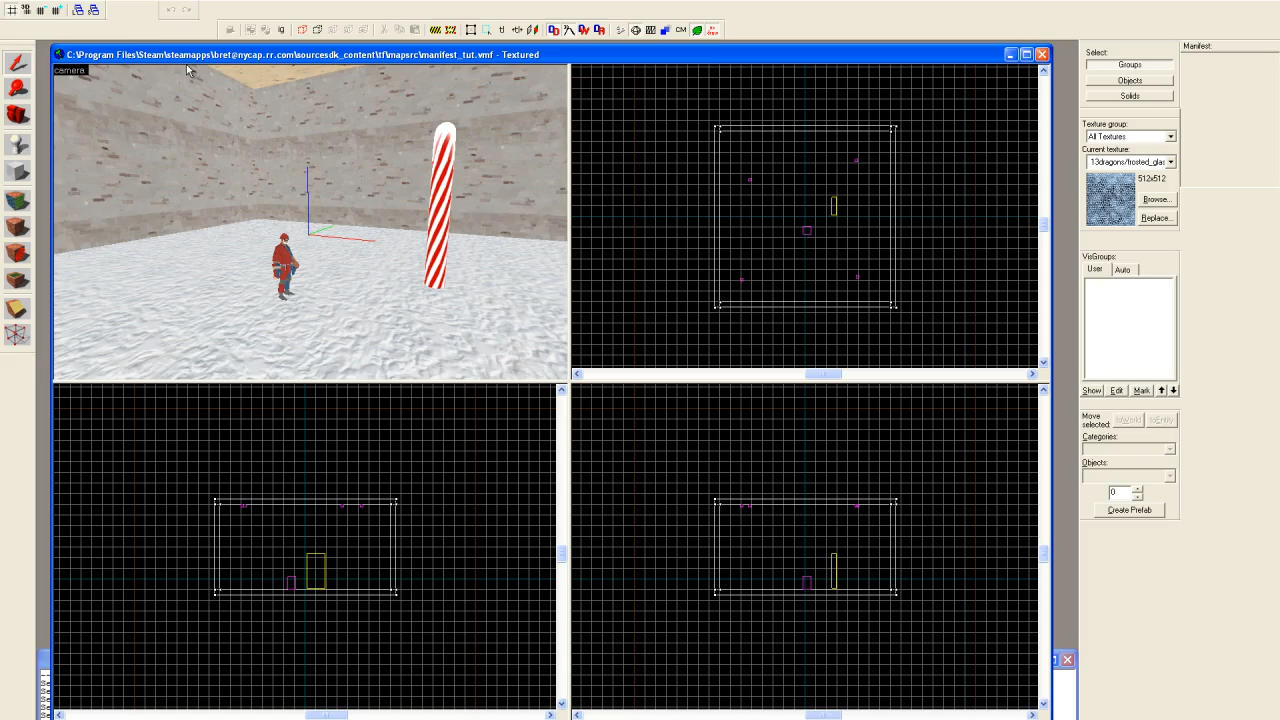 C:\Program Files\Steam\steamapps\bret@nycap.rr.com\sourcesdk_content\tf\mapsrc\manifest_tut.vmf - Textured
camera
Select:
Groups
Objects
Solids
Texture group:
All Textures
Current texture:
13dragons/frosted_glas
512x512
Browse...
Replace...
VisGroups:
User
Auto
Show
Edit
Mark
Move
selected:
toWorld
toEntity
Categories:
Objects:
0
Create Prefab
Manifest:
3D
CM